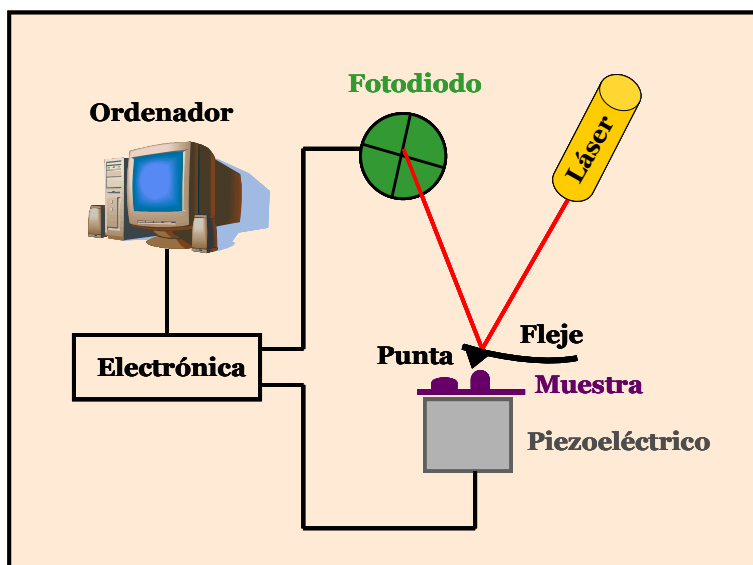 Fotodiodo
Ordenador
Láser
Fleje
Punta
Electrónica
Muestra
Piezoeléctrico